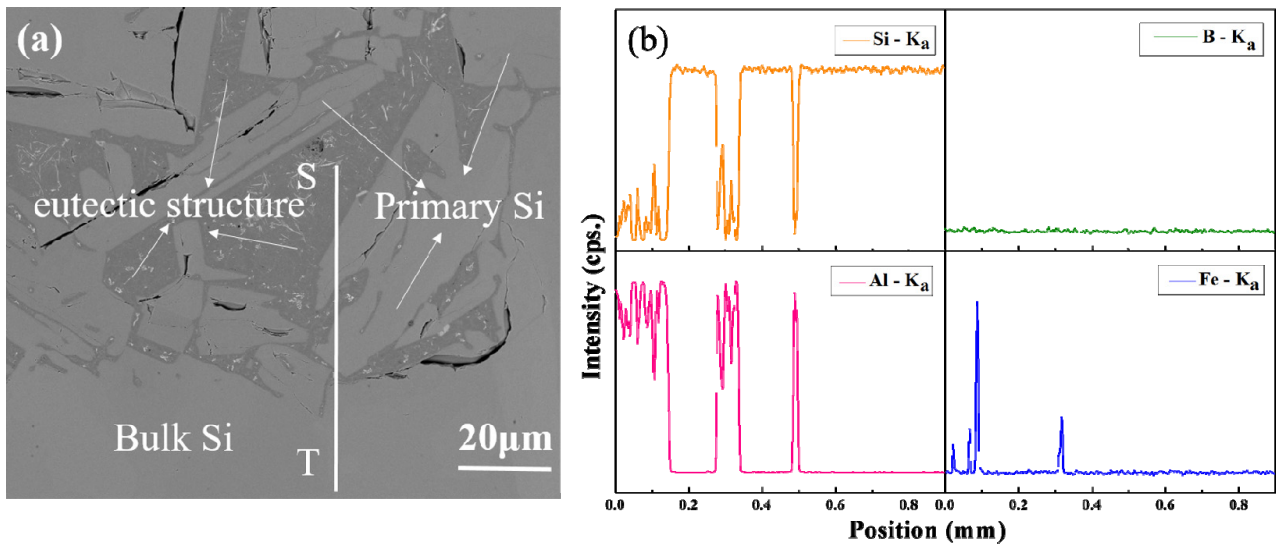 (a)
S
eutectic structure
Primary Si
Bulk Si
T
20μm
(b)
Si - Ka
B - Ka
Al - Ka
Fe - Ka
Intensity (cps.)
0.0 0.2 0.4 0.6 0.8 0.0 0.2 0.4 0.6 0.8
Position (mm)